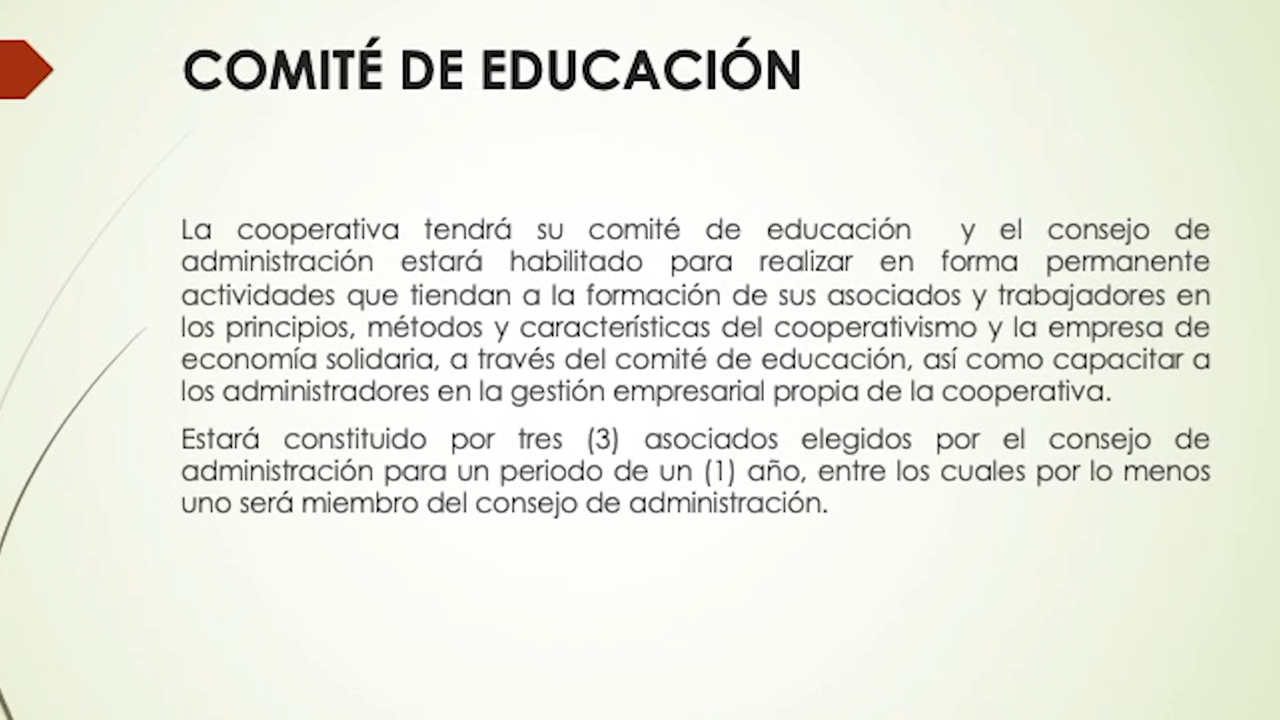 COMITÉ DE EDUCACIÓN
La cooperativa tendrá su comité de educación y el consejo de
administración estará habilitado para realizar en forma permanente
actividades que tiendan a la formación de sus asociados y trabajadores en
los principios, métodos y características del cooperativismo y la empresa de
economía solidaria, a través del comité de educación, así como capacitar a
los administradores en la gestión empresarial propia de la cooperativa.
Estará constituido por tres (3) asociados elegidos por el consejo de
administración para un periodo de un (1) año, entre los cuales por lo menos
uno será miembro del consejo de administración.